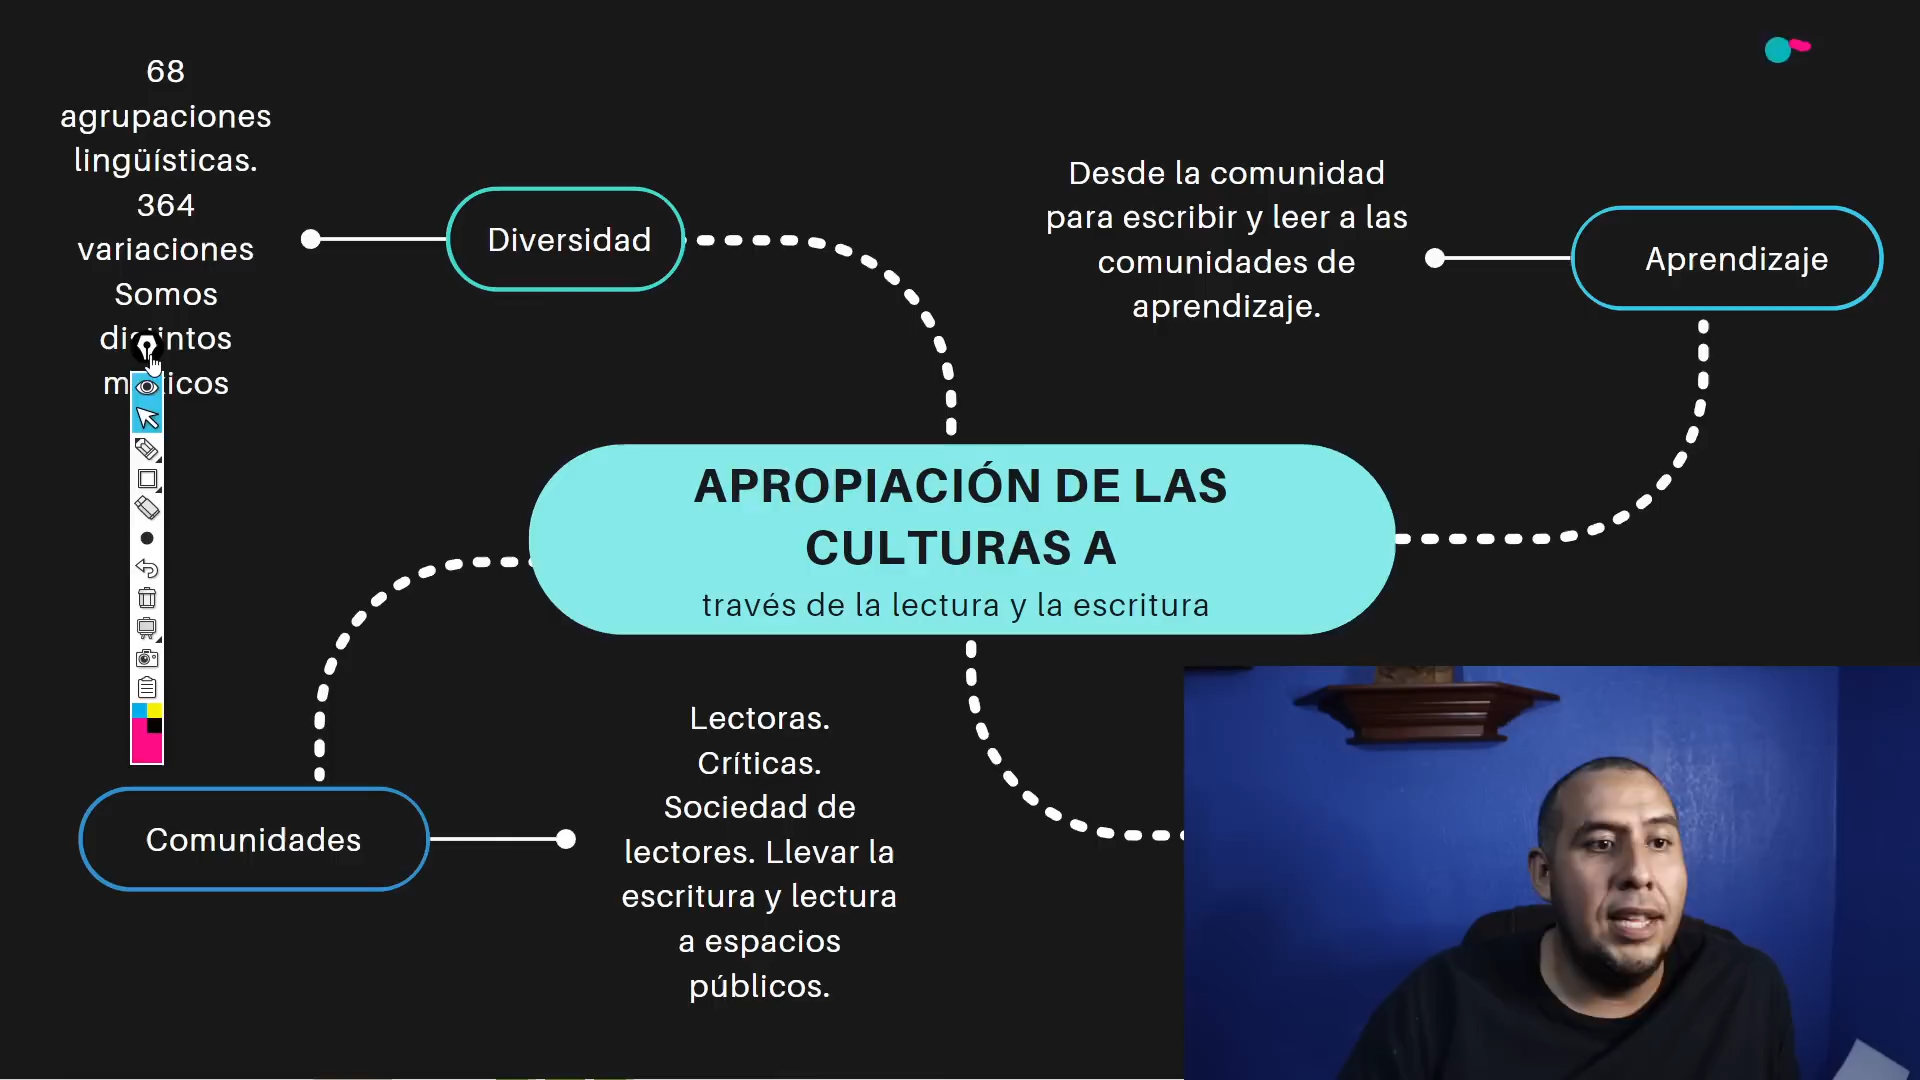 68
agrupaciones
lingüísticas.
364
variaciones
Somos
Diversidad
Desde la comunidad
para escribir y leer a las
comunidades de
aprendizaje.
Aprendizaje
APROPIACIÓN DE LAS
CULTURAS A
través de la lectura y la escritura
Comunidades
Lectoras.
Críticas.
Sociedad de
lectores. Llevar la
escritura y lectura
a espacios
públicos.